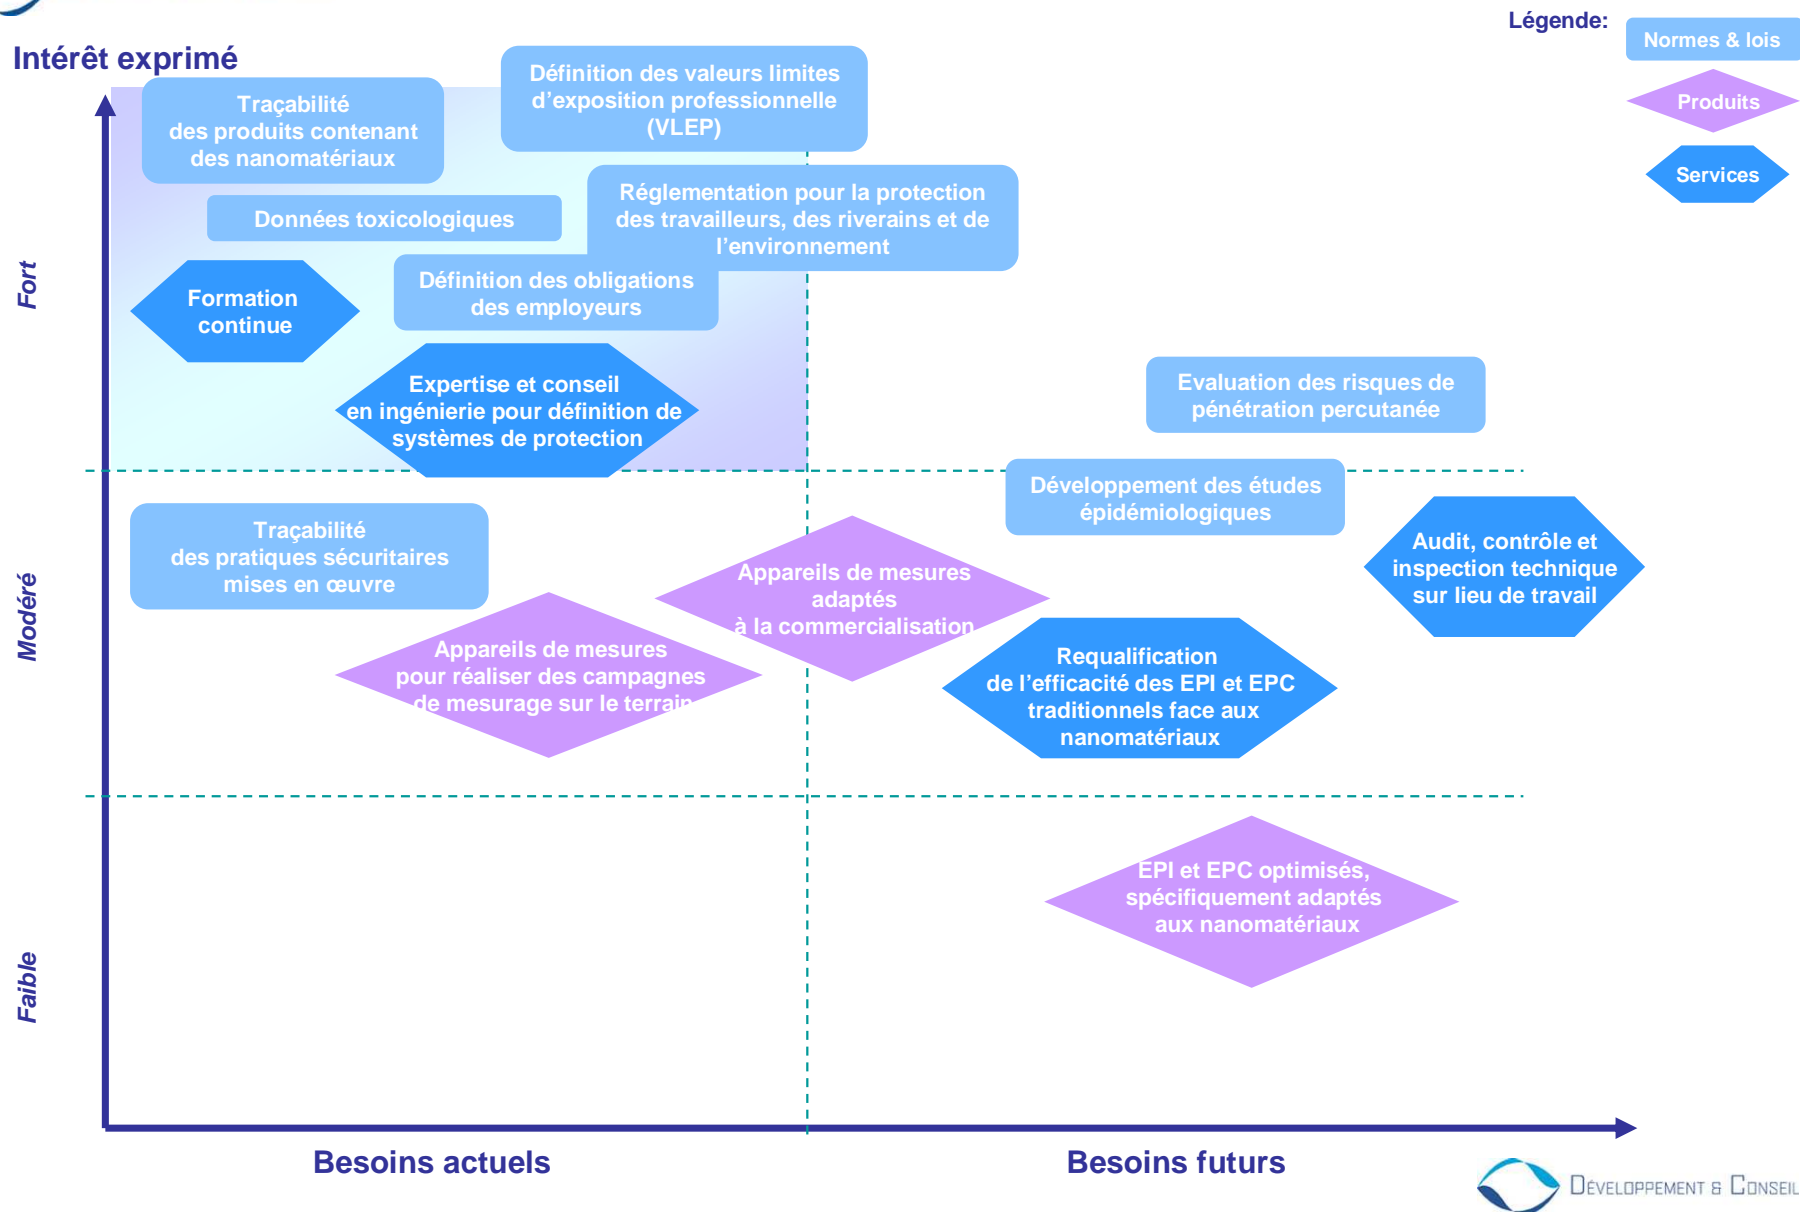 Légende:
Normes & lois
Produits
Services
Intérêt exprimé
Traçabilité
des produits contenant
des nanomatériaux
Définition des valeurs limites
d’exposition professionnelle
(VLEP)
Données toxicologiques
Réglementation pour la protection
des travailleurs, des riverains et de
l’environnement
Fort
Formation
continue
Définition des obligations
des employeurs
Expertise et conseil
en ingénierie pour définition de
systèmes de protection
Evaluation des risques de
pénétration percutanée
Développement des études
épidémiologiques
Modéré
Traçabilité
des pratiques sécuritaires
mises en œuvre
Appareils de mesures
adaptés
à la commercialisation
Audit, contrôle et
inspection technique
sur lieu de travail
Appareils de mesures
pour réaliser des campagnes
de mesurage sur le terrain
Requalification
de l’efficacité des EPI et EPC
traditionnels face aux
nanomatériaux
Faible
EPI et EPC optimisés,
spécifiquement adaptés
aux nanomatériaux
Besoins actuels
Besoins futurs
DÉVELOPPEMENT & CONSEIL